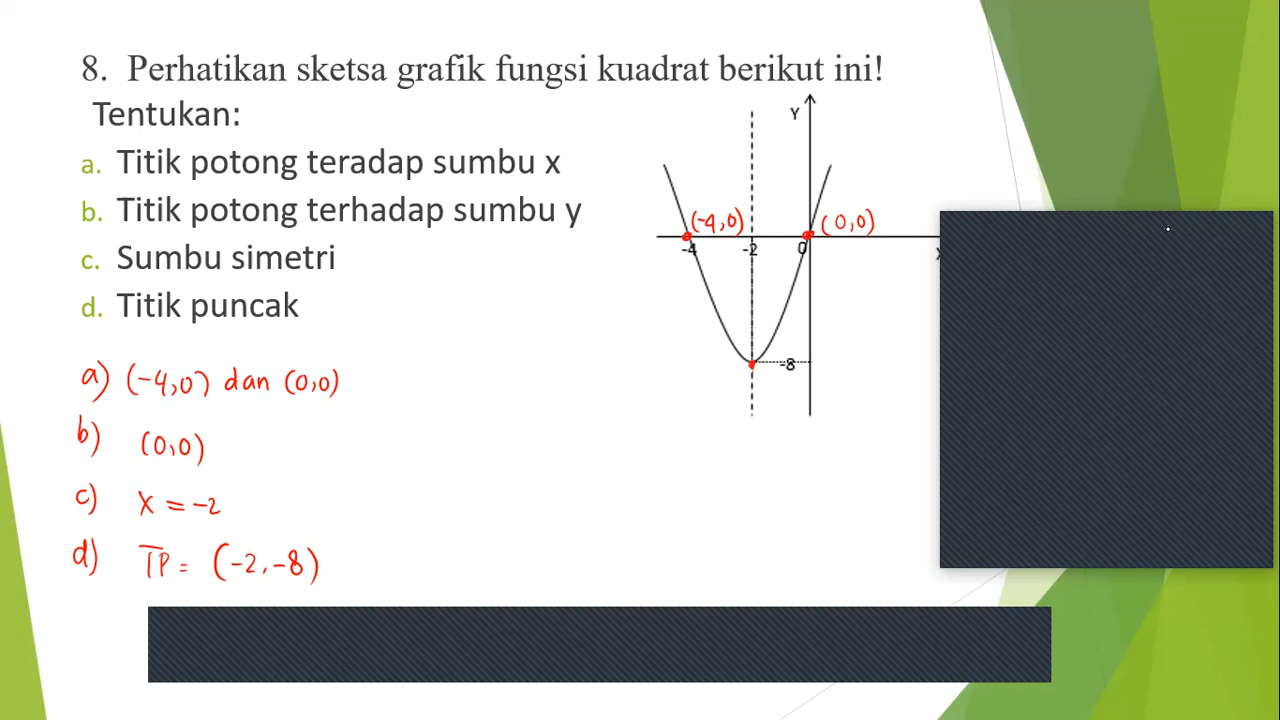 8. Perhatikan sketsa grafik fungsi kuadrat berikut ini!
Tentukan:
a. Titik potong teradap sumbu x
b. Titik potong terhadap sumbu y
c. Sumbu simetri
d. Titik puncak
Y
(-4,0)
(0,0)
-4
-2
0
X
-8
a) (-4,0) dan (0,0)
b) (0,0)
c) x = -2
d) TP = (-2,-8)